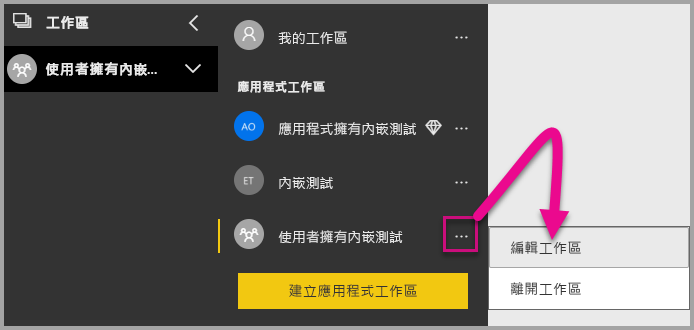 工作區
使用者擁有內嵌...
我的工作區
...
應用程式工作區
AO
應用程式擁有內嵌測試
...
ET
內嵌測試
...
使用者擁有內嵌測試
...
建立應用程式工作區
編輯工作區
離開工作區